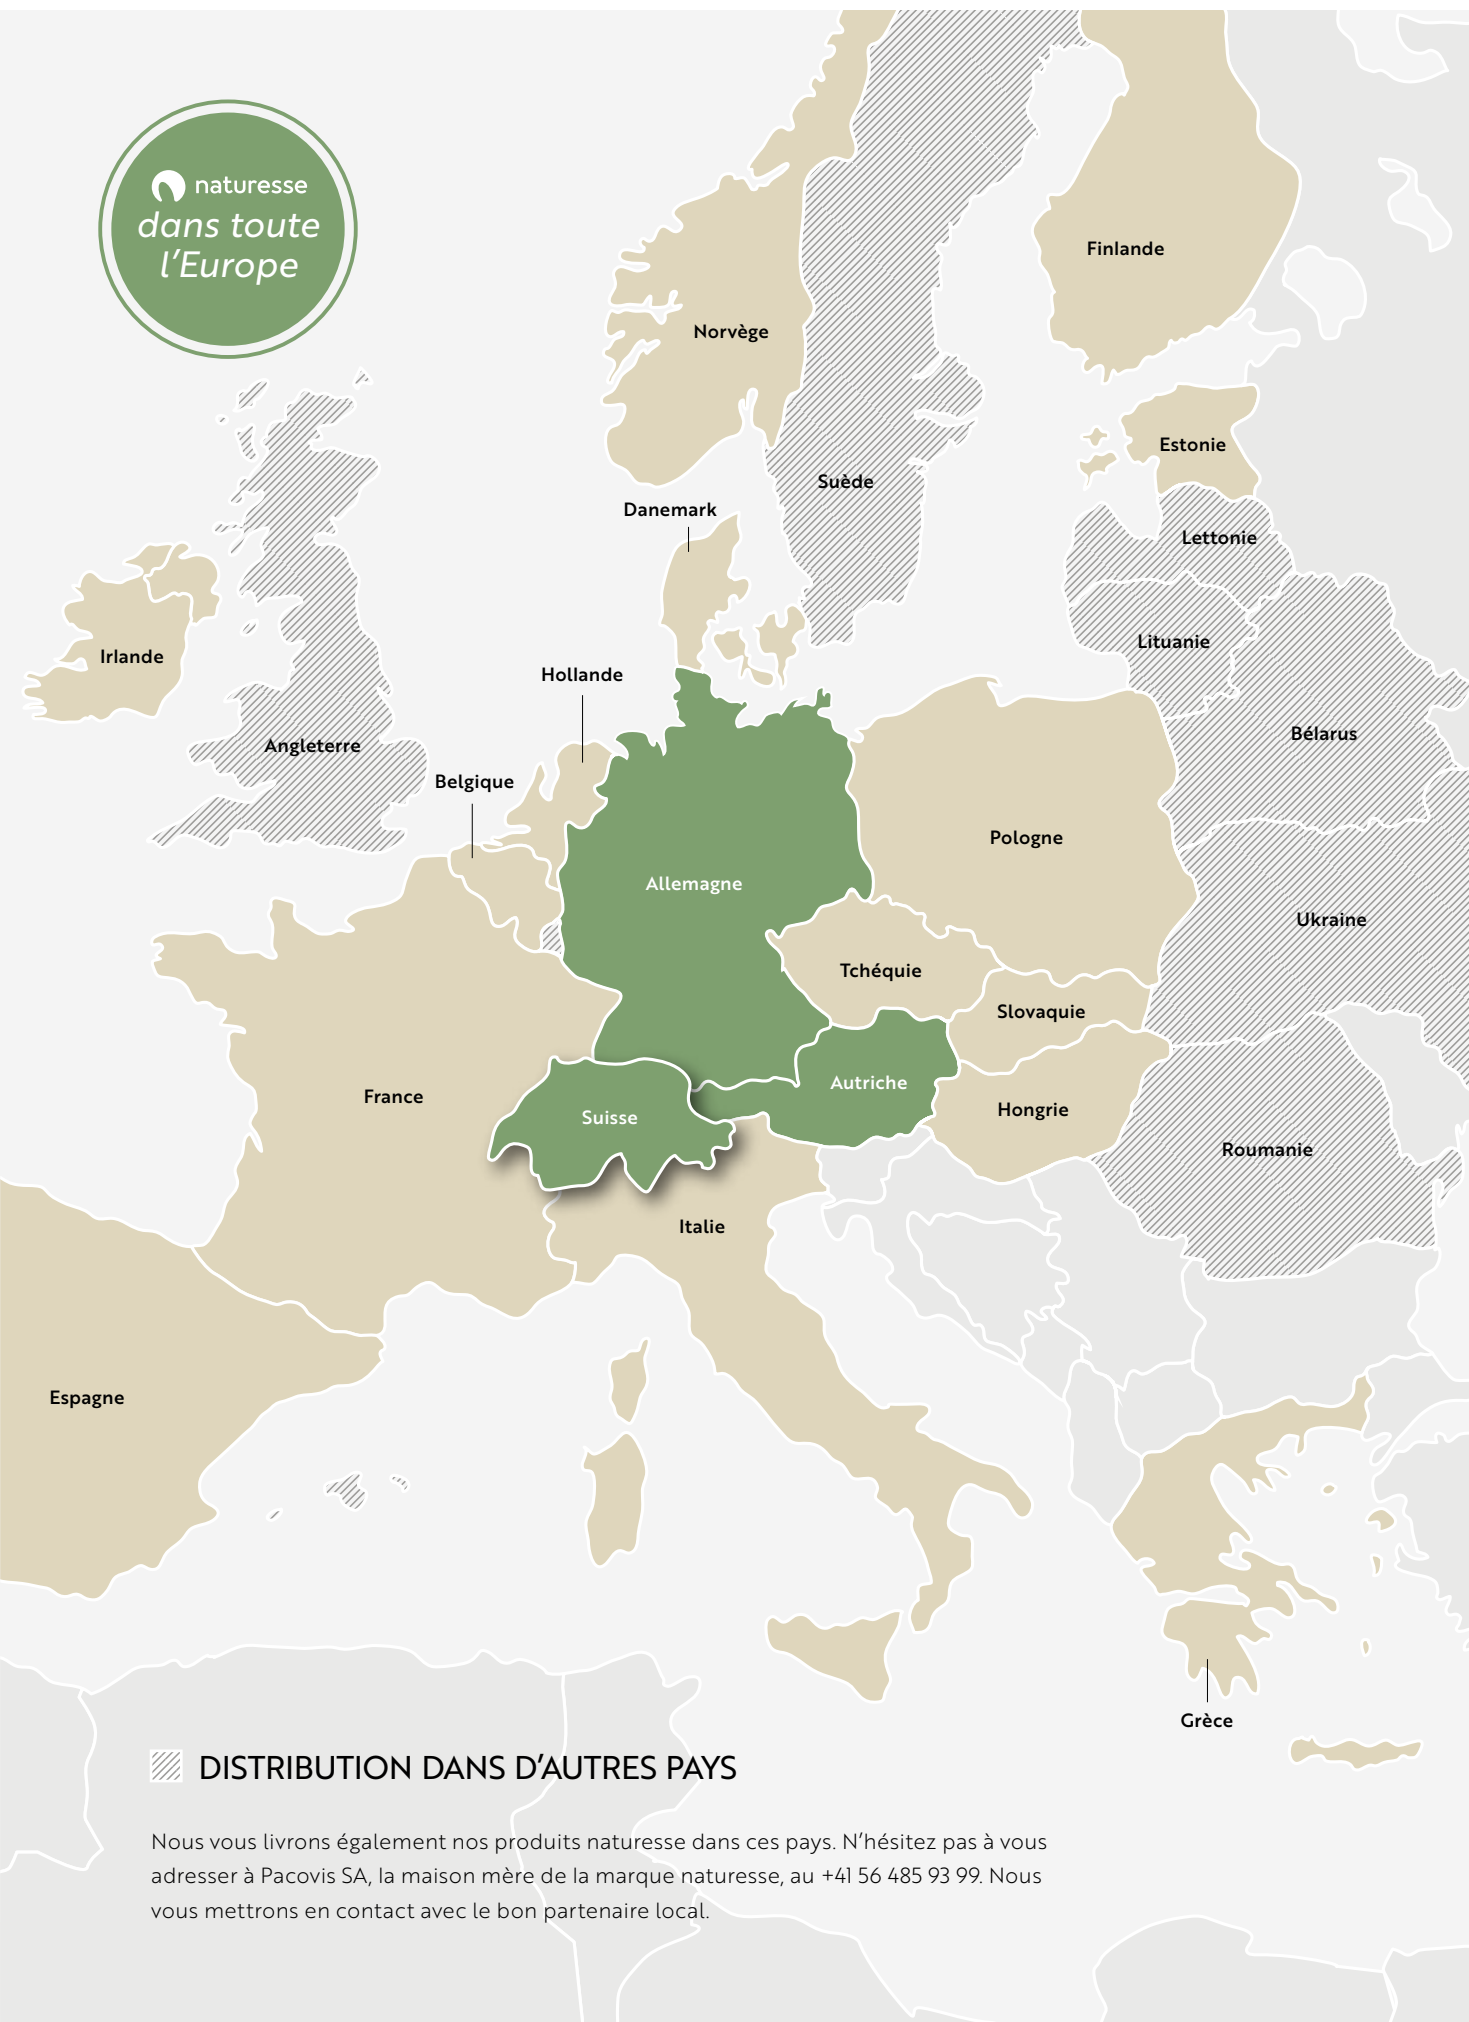 naturesse
dans toute
l’Europe
Finlande
Norvège
Estonie
Suède
Danemark
Lettonie
Lituanie
Irlande
Hollande
Bélarus
Angleterre
Belgique
Pologne
Allemagne
Ukraine
Tchéquie
Slovaquie
Autriche
France
Hongrie
Suisse
Roumanie
Italie
Espagne
Grèce
DISTRIBUTION DANS D’AUTRES PAYS
Nous vous livrons également nos produits naturesse dans ces pays. N’hésitez pas à vous
adresser à Pacovis SA, la maison mère de la marque naturesse, au +41 56 485 93 99. Nous
vous mettrons en contact avec le bon partenaire local.